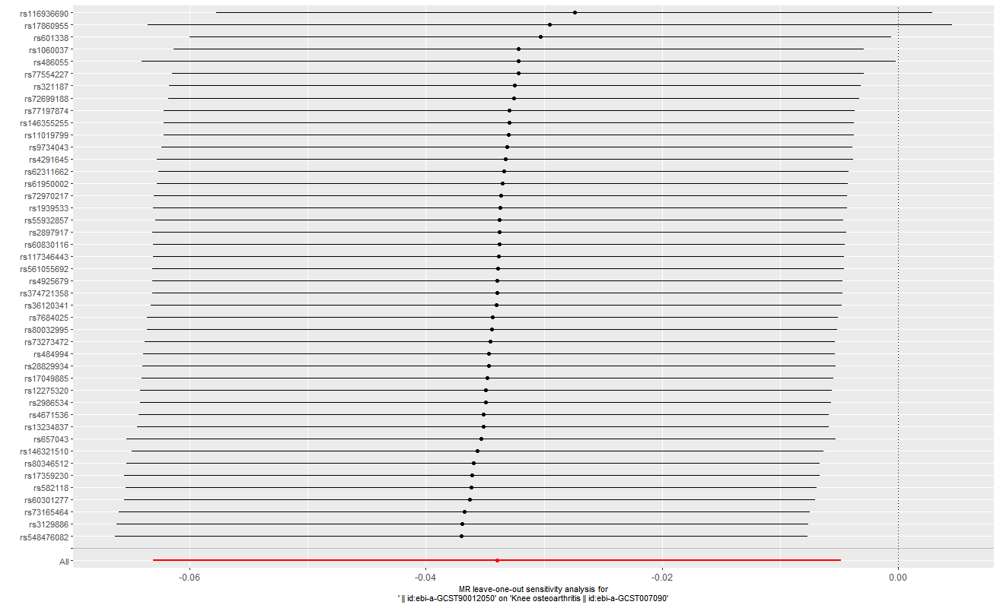 rs116936690
rs17860955
rs601338
rs1060037
rs486055
rs77554227
rs321187
rs72699188
rs77197874
rs146355255
rs11019799
rs9734043
rs4291645
rs62311662
rs61950002
rs72970217
rs1939533
rs55932857
rs2897917
rs60830116
rs117346443
rs561055692
rs4925679
rs374721358
rs36120341
rs7684025
rs80032995
rs73273472
rs484994
rs28829934
rs17049885
rs12275320
rs2986534
rs4671536
rs13234837
rs657043
rs146321510
rs80346512
rs17359230
rs582118
rs60301277
rs73165464
rs3129886
rs548476082
All
-0.06 -0.04 -0.02 0.00
MR leave-one-out sensitivity analysis for
' || id:ebi-a-GCST90012050' on 'Knee osteoarthritis || id:ebi-a-GCST007090'